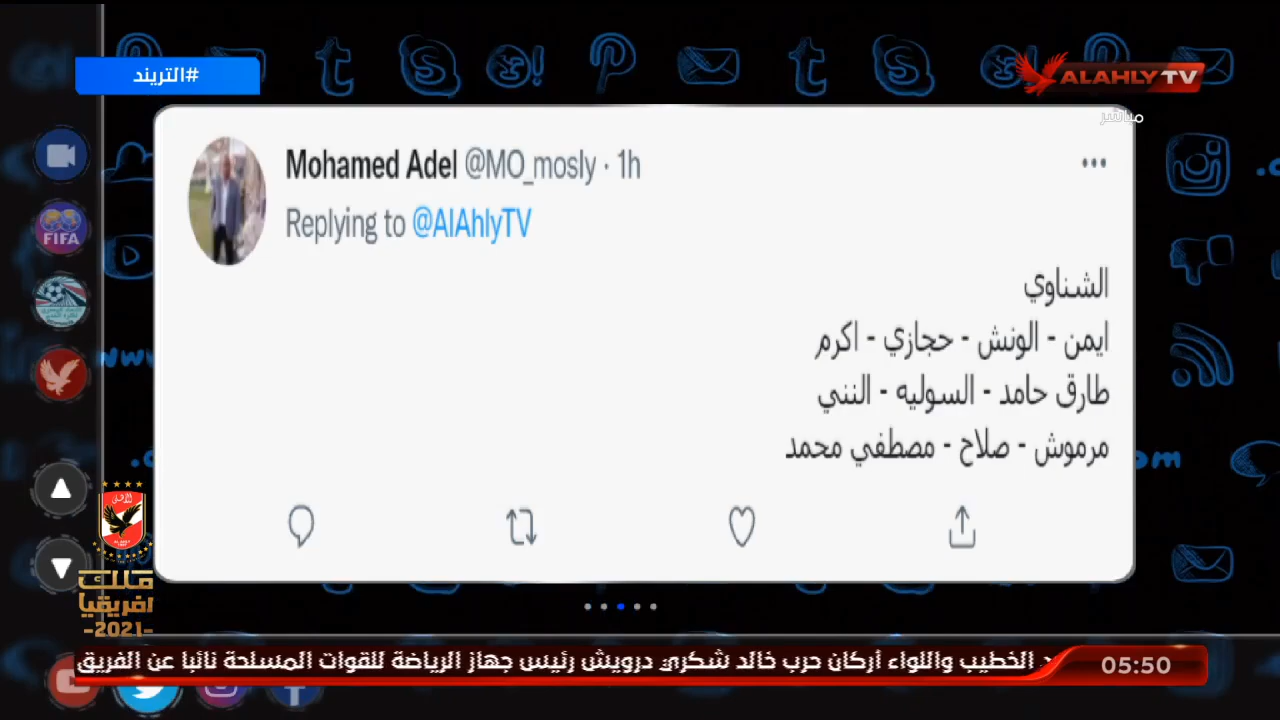 #التريند
ALAHLY TV
مباشر
Mohamed Adel @MO_mosly · 1h
Replying to @AlAhlyTV
الشناوي
ايمن - الونش - حجازي - اكرم
طارق حامد - السوليه - النني
مرموش - صلاح - مصطفي محمد
FIFA
ملك
افريقيا
-2021-
الخطيب واللواء أركان حرب خالد شكري درويش رئيس جهاز الرياضة للقوات المسلحة نائبا عن الفريق
05:50